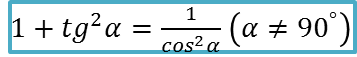 1 + tg²α = 1/cos²α (α ≠ 90°)